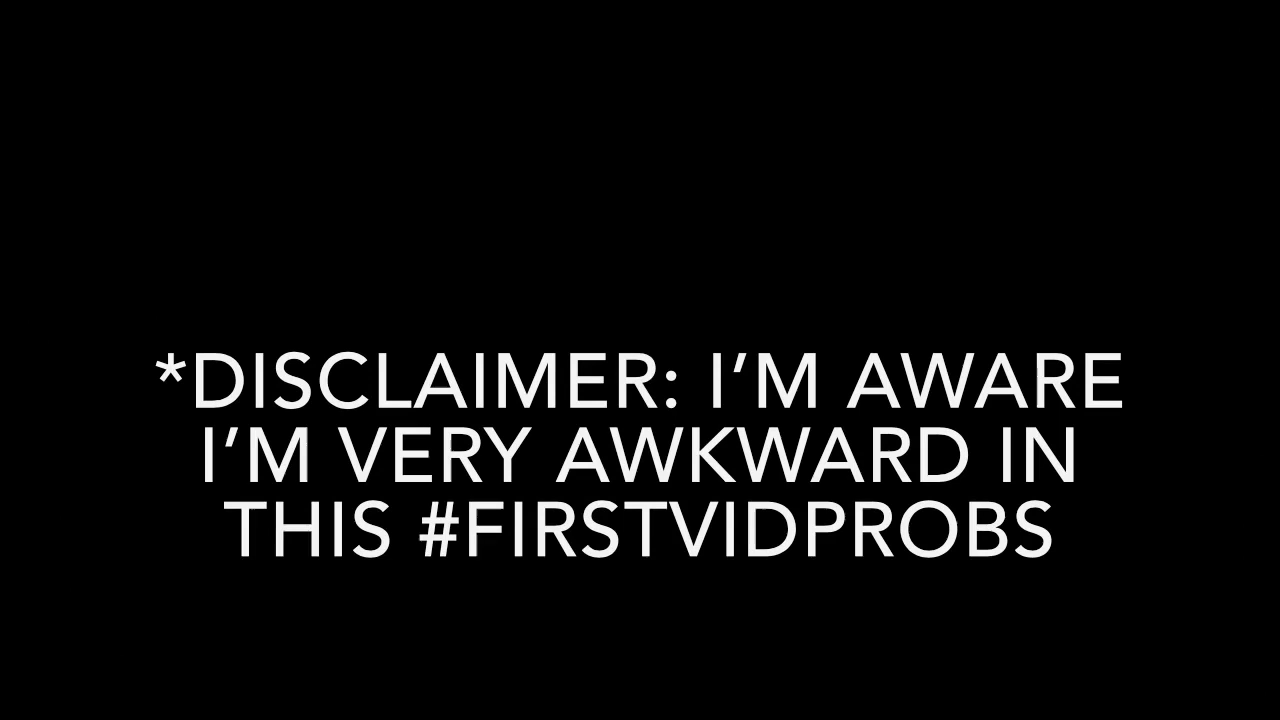 *DISCLAIMER: I’M AWARE
I’M VERY AWKWARD IN
THIS #FIRSTVIDPROBS